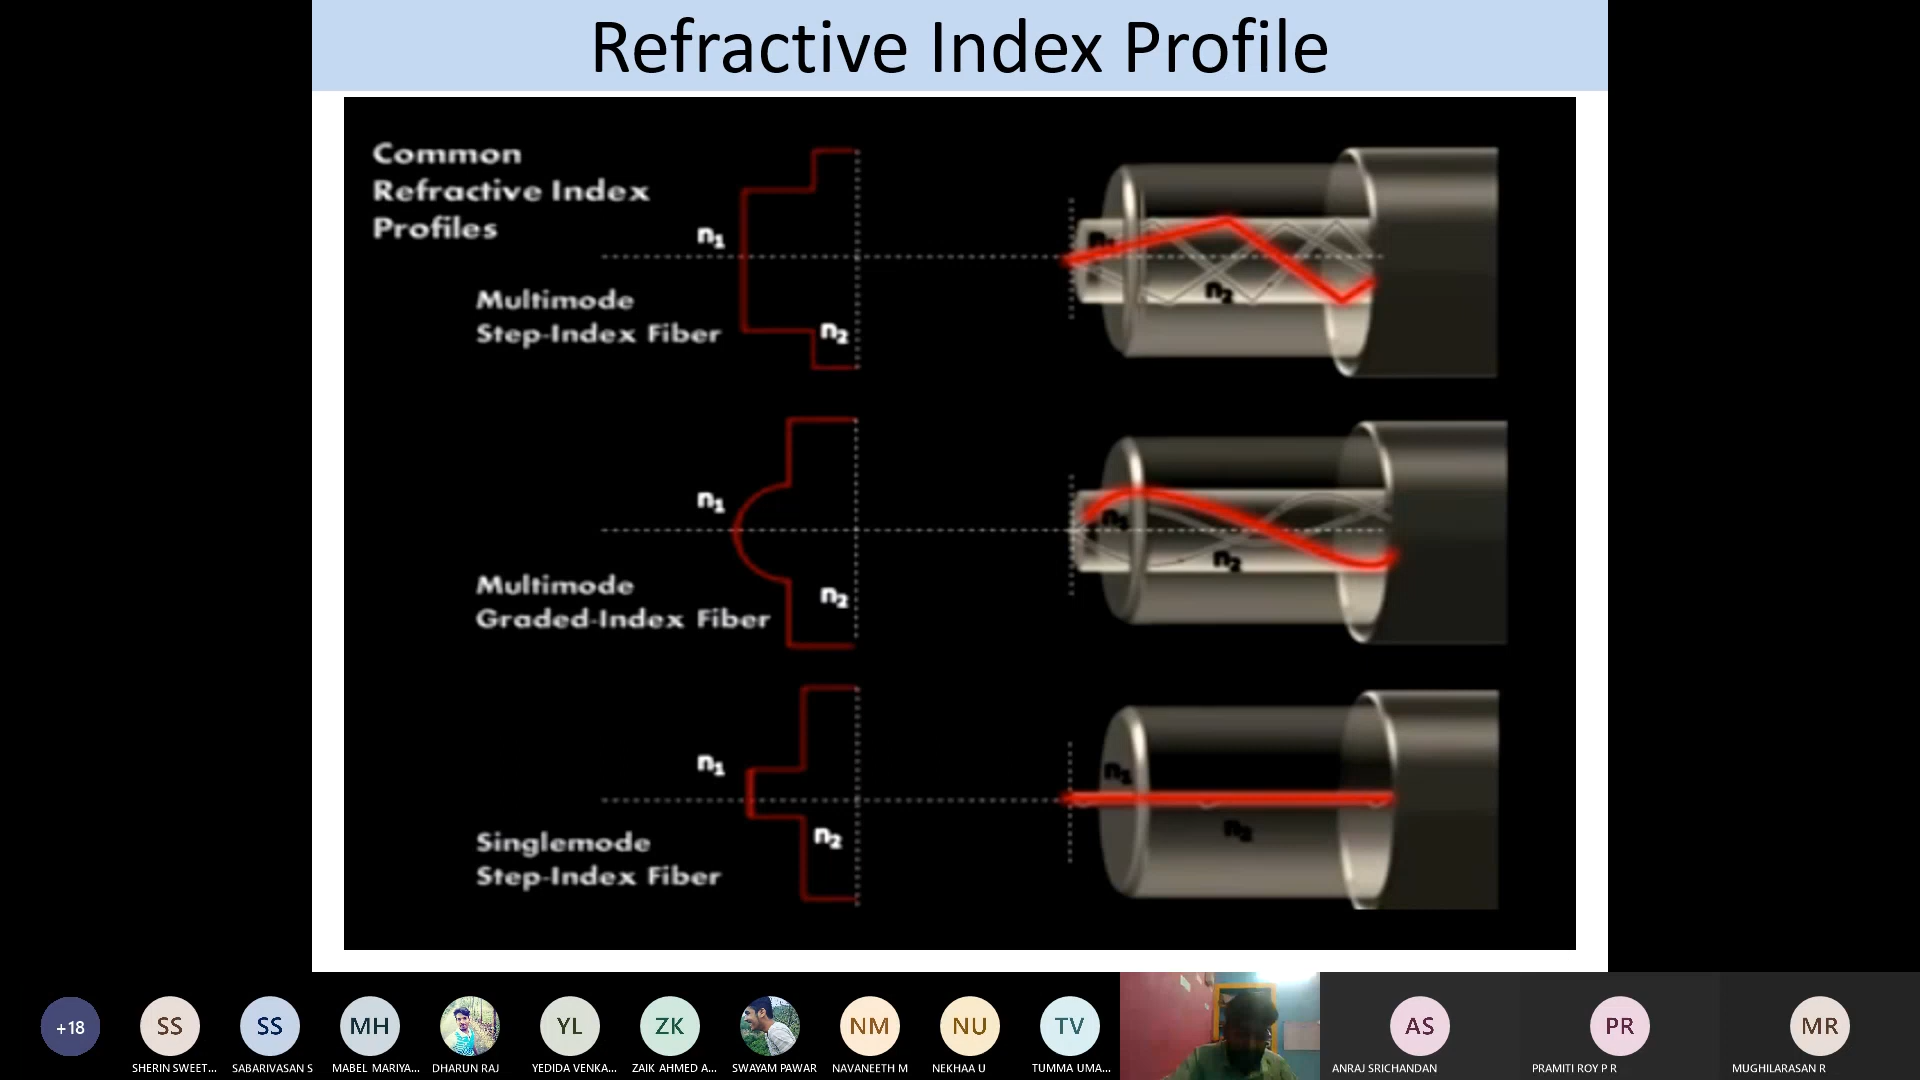 Refractive Index Profile
Common
Refractive Index
Profiles
n₁
n₁
Multimode
Step-Index Fiber
n₂
n₂
n₁
n₁
Multimode
Graded-Index Fiber
n₂
n₂
n₁
n₁
Singlemode
Step-Index Fiber
n₂
n₂
+18
SS
SS
MH
YL
ZK
NM
NU
TV
AS
PR
MR
SHERIN SWEET...
SABARIVASAN S
MABEL MARIYA...
DHARUN RAJ
YEDIDA VENKA...
ZAIK AHMED A...
SWAYAM PAWAR
NAVANEETH M
NEKHAA U
TUMMA UMA...
ANRAJ SRICHANDAN
PRAMITI ROY P R
MUGHILARASAN R